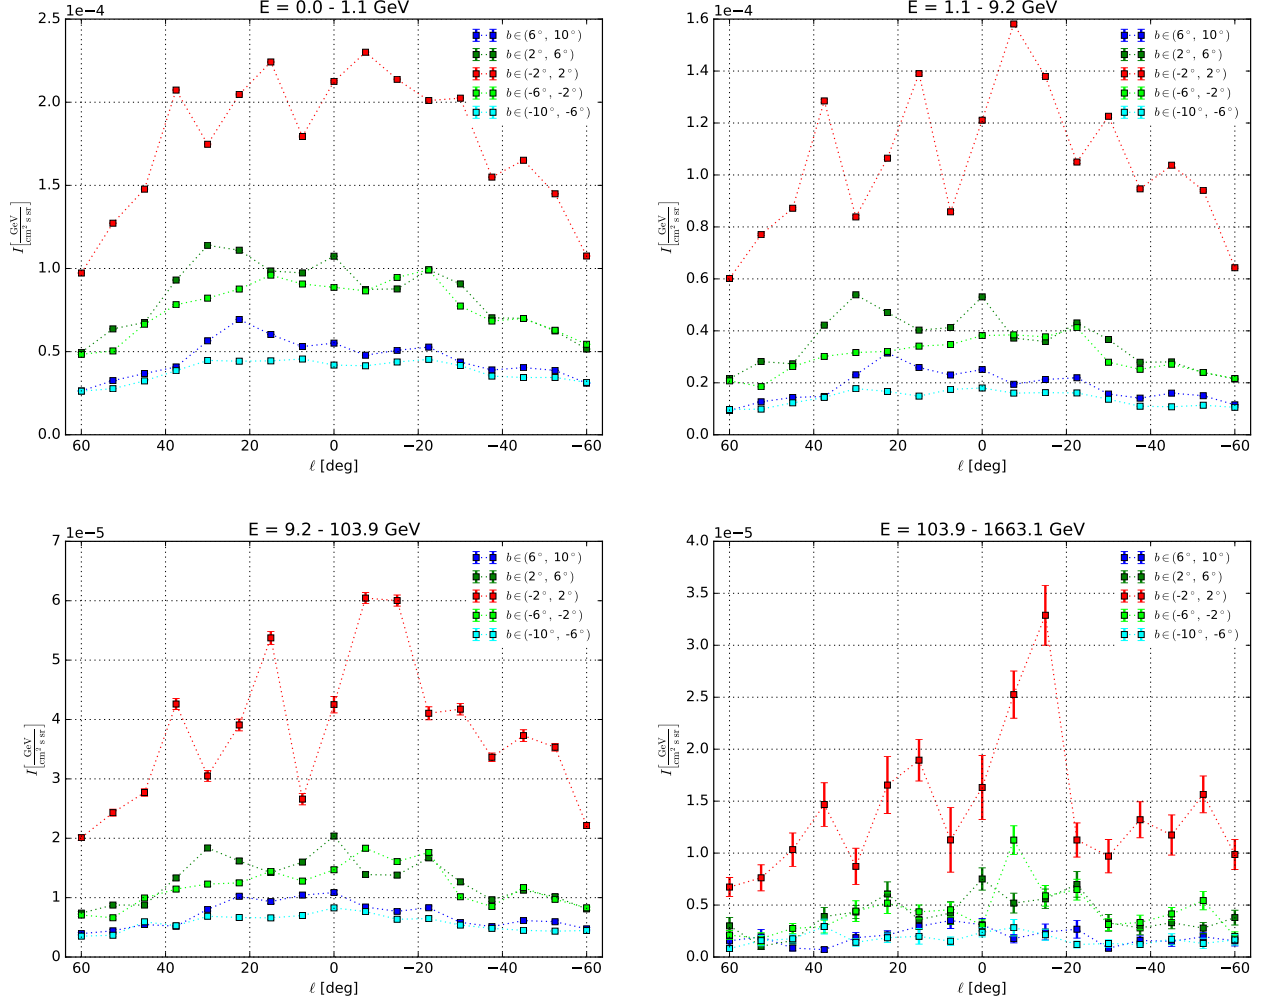 E = 0.0 - 1.1 GeV
1e−4
2.5
2.0
1.5
1.0
0.5
0.0
I [GeV / cm² s sr]
b∈(6°, 10°)
b∈(2°, 6°)
b∈(-2°, 2°)
b∈(-6°, -2°)
b∈(-10°, -6°)
60 40 20 0 −20 −40 −60
ℓ [deg]
E = 1.1 - 9.2 GeV
1e−4
1.6
1.4
1.2
1.0
0.8
0.6
0.4
0.2
0.0
I [GeV / cm² s sr]
b∈(6°, 10°)
b∈(2°, 6°)
b∈(-2°, 2°)
b∈(-6°, -2°)
b∈(-10°, -6°)
60 40 20 0 −20 −40 −60
ℓ [deg]
E = 9.2 - 103.9 GeV
1e−5
7
6
5
4
3
2
1
0
I [GeV / cm² s sr]
b∈(6°, 10°)
b∈(2°, 6°)
b∈(-2°, 2°)
b∈(-6°, -2°)
b∈(-10°, -6°)
60 40 20 0 −20 −40 −60
ℓ [deg]
E = 103.9 - 1663.1 GeV
1e−5
4.0
3.5
3.0
2.5
2.0
1.5
1.0
0.5
0.0
I [GeV / cm² s sr]
b∈(6°, 10°)
b∈(2°, 6°)
b∈(-2°, 2°)
b∈(-6°, -2°)
b∈(-10°, -6°)
60 40 20 0 −20 −40 −60
ℓ [deg]